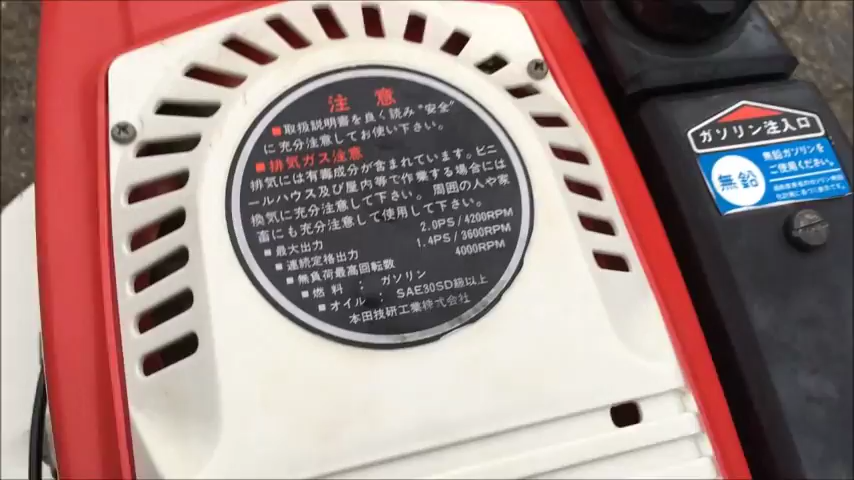 注 意
■取扱説明書を良く読み“安全”
に充分注意してお使い下さい。
■排気ガス注意
排気には有毒成分が含まれています。ビニ
ールハウス及び屋内等で作業する場合には
換気に充分注意して下さい。周囲の人や家
畜にも充分注意して使用して下さい。
■最大出力 2.0PS/4200RPM
■連続定格出力 1.4PS/3600RPM
■無負荷最高回転数 4000RPM
■燃料 : ガソリン
■オイル : SAE30SD級以上
本田技研工業株式会社
ガソリン注入口
無鉛
無鉛ガソリンを
ご使用ください。